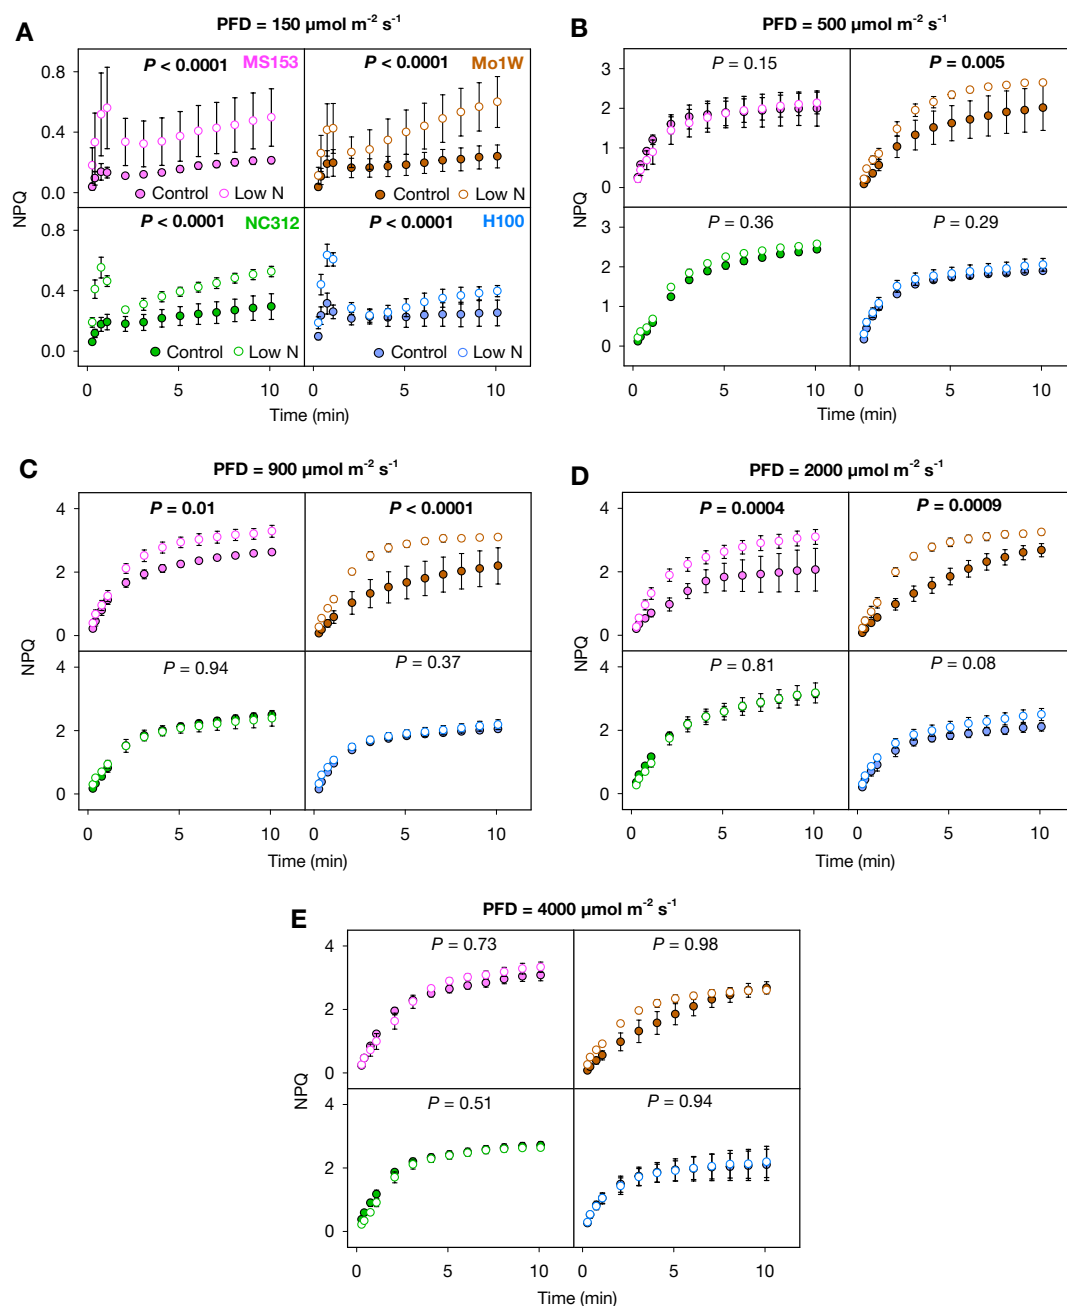 A
PFD = 150 µmol m⁻² s⁻¹
NPQ
0.8
0.4
0.0
P < 0.0001
MS153
Control
Low N
P < 0.0001
Mo1W
Control
Low N
0.8
0.4
0.0
P < 0.0001
NC312
Control
Low N
P < 0.0001
H100
Control
Low N
0
5
10
0
5
10
Time (min)
B
PFD = 500 µmol m⁻² s⁻¹
NPQ
3
2
1
0
P = 0.15
P = 0.005
3
2
1
0
P = 0.36
P = 0.29
0
5
10
0
5
10
Time (min)
C
PFD = 900 µmol m⁻² s⁻¹
NPQ
4
2
0
P = 0.01
P < 0.0001
4
2
0
P = 0.94
P = 0.37
0
5
10
0
5
10
Time (min)
D
PFD = 2000 µmol m⁻² s⁻¹
NPQ
4
2
0
P = 0.0004
P = 0.0009
4
2
0
P = 0.81
P = 0.08
0
5
10
0
5
10
Time (min)
E
PFD = 4000 µmol m⁻² s⁻¹
NPQ
4
2
0
P = 0.73
P = 0.98
4
2
0
P = 0.51
P = 0.94
0
5
10
0
5
10
Time (min)